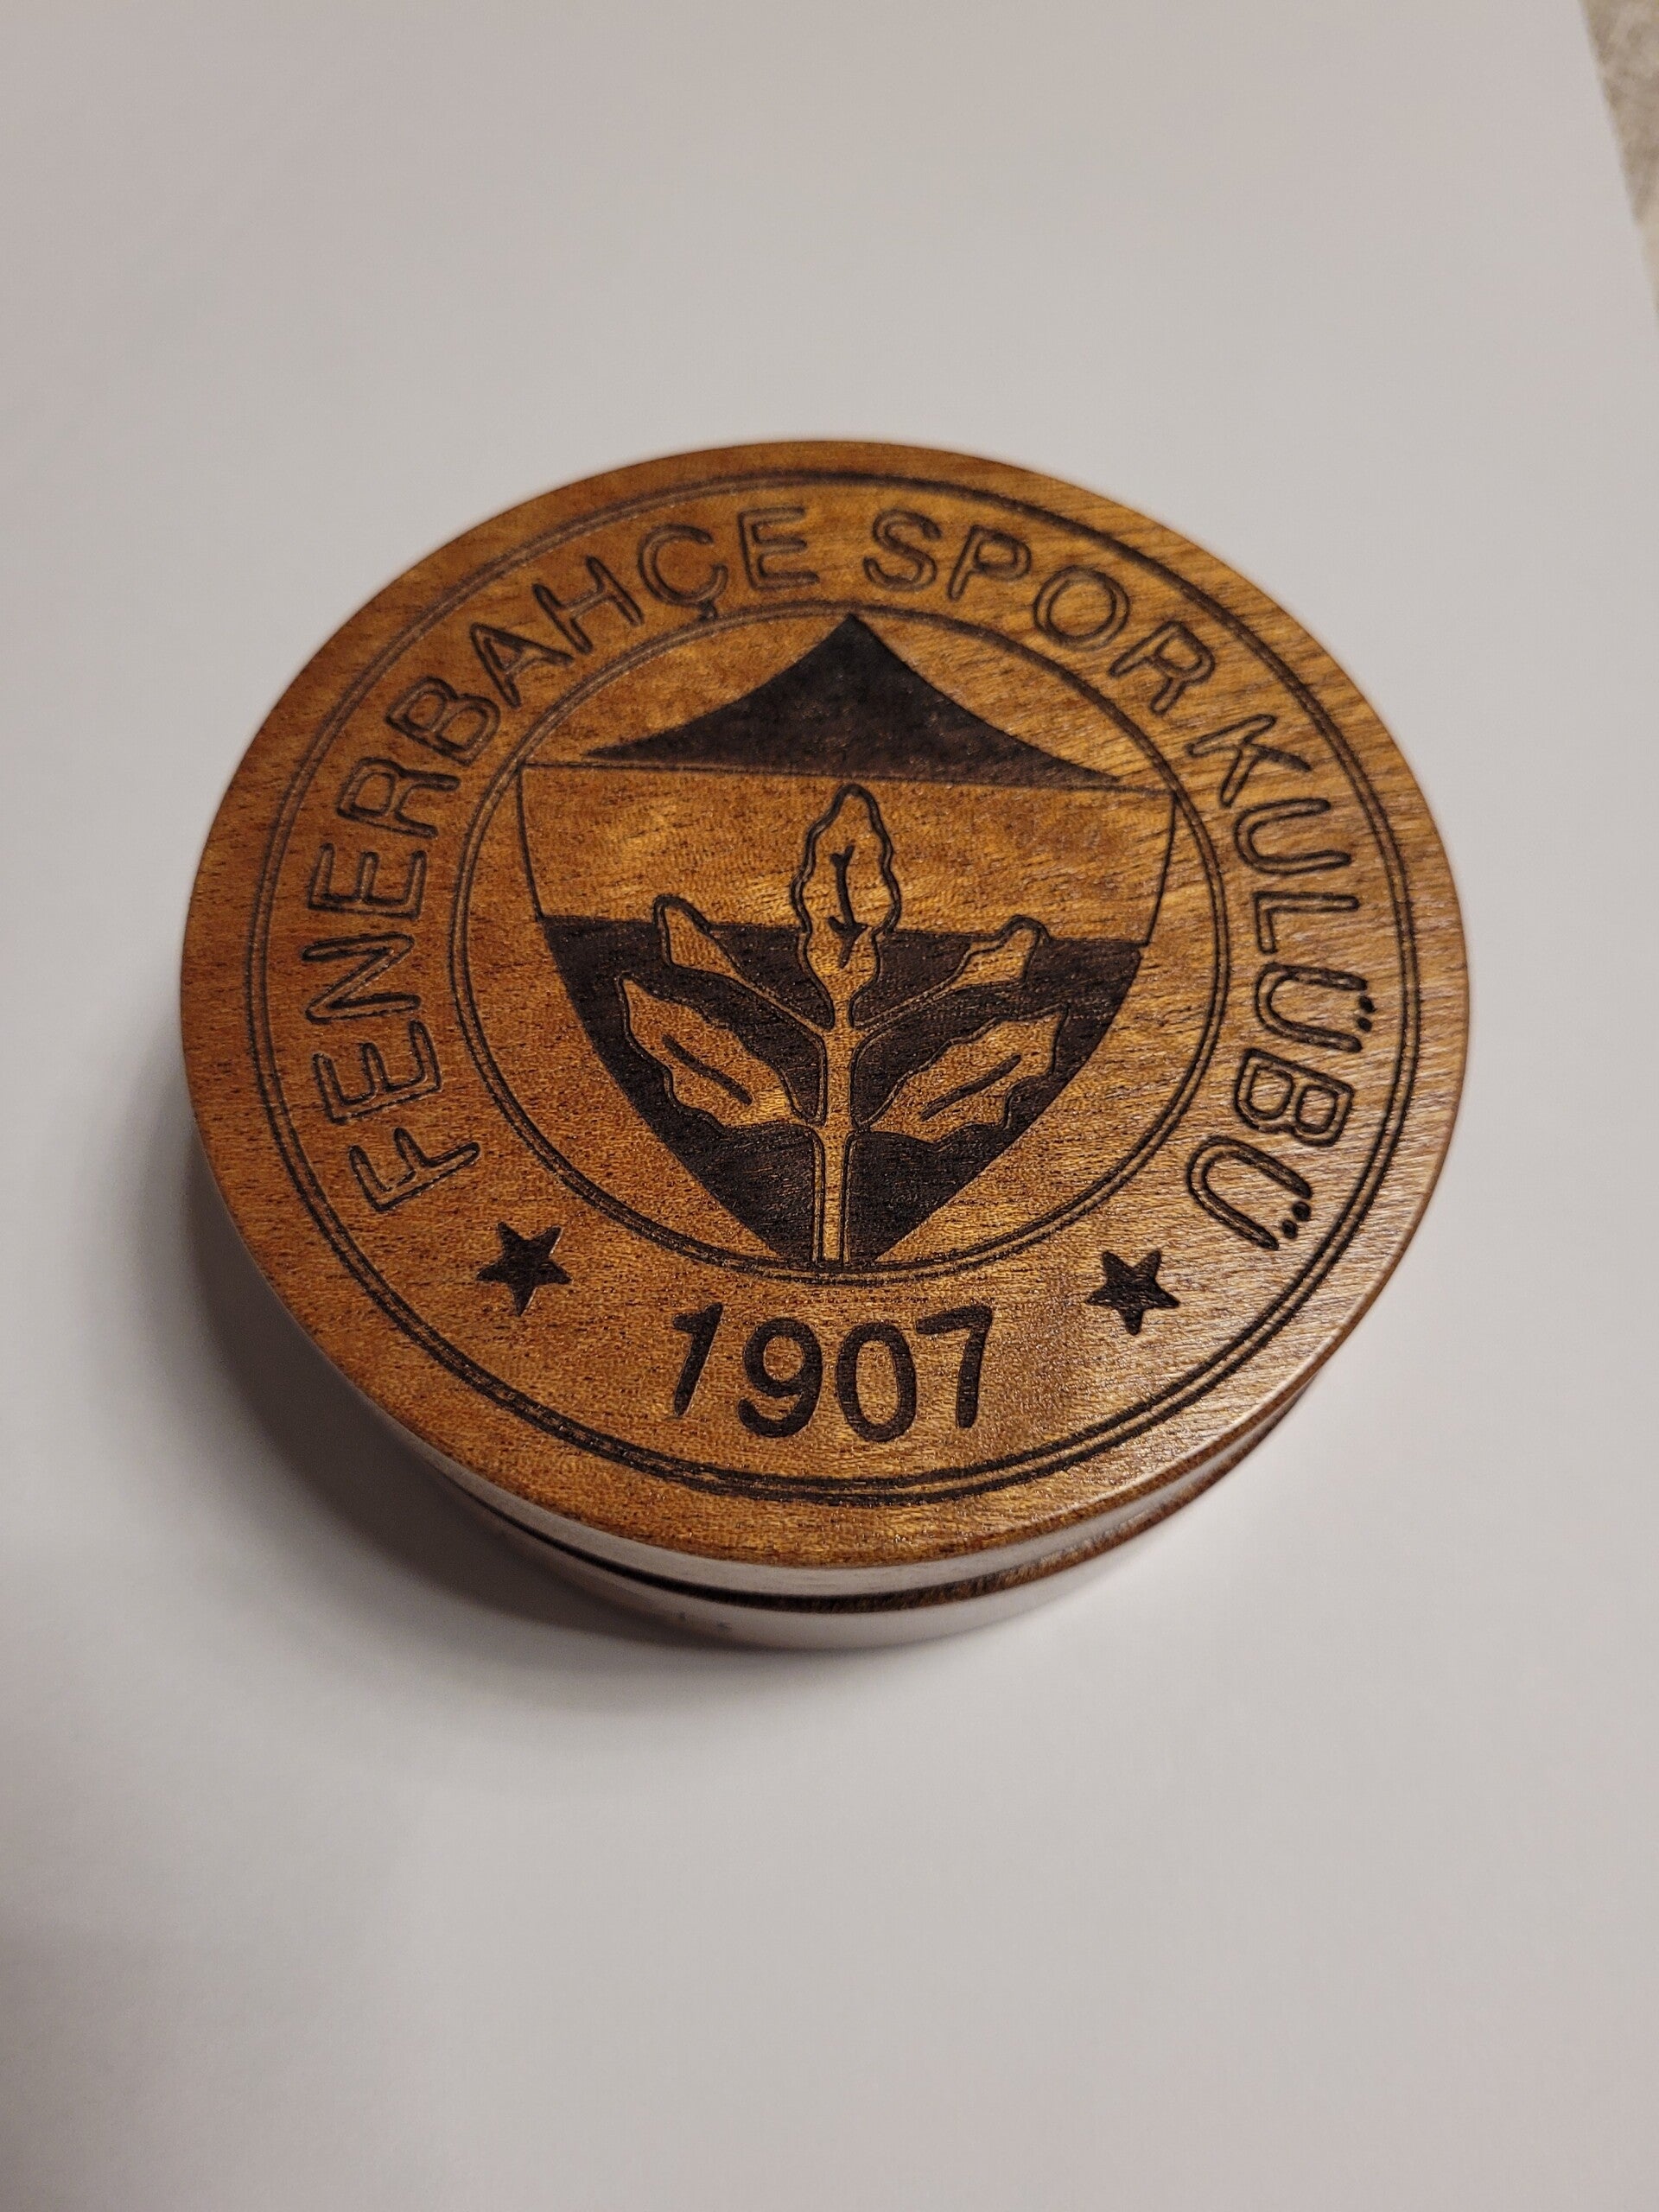 FENERBAHÇE SPOR KULÜBÜ
1907